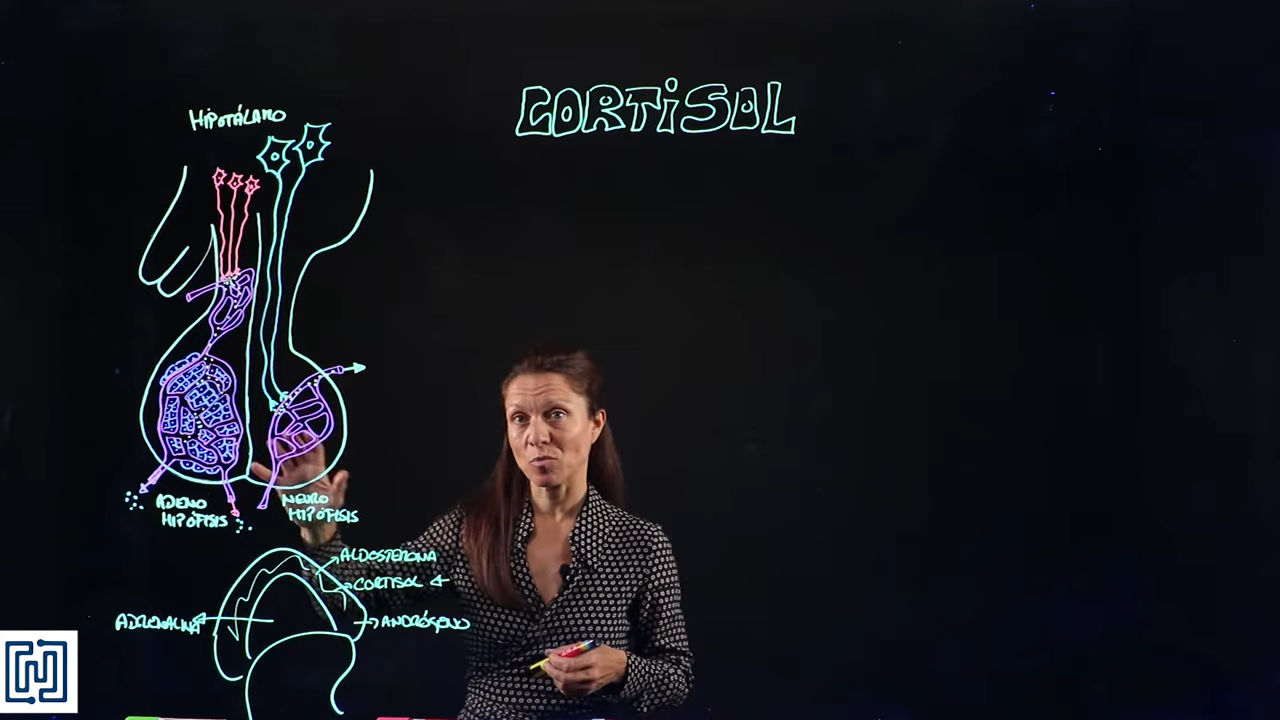 CORTISOL
HIPOTÁLAMO
ADENO
HIPÓFISIS
NEURO
HIPÓFISIS
ALDOSTERONA
CORTISOL
ADRENALINA
ANDRÓGENO